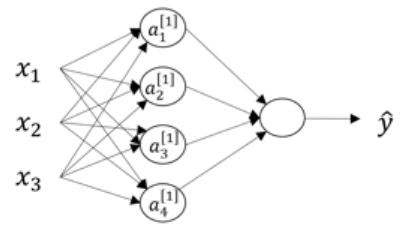 x₁
x₂
x₃
a₁^[1]
a₂^[1]
a₃^[1]
a₄^[1]
ŷ